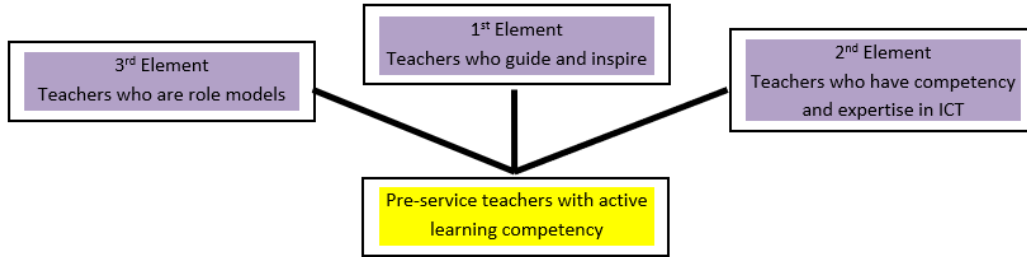 3rd Element
Teachers who are role models
1st Element
Teachers who guide and inspire
2nd Element
Teachers who have competency
and expertise in ICT
Pre-service teachers with active
learning competency